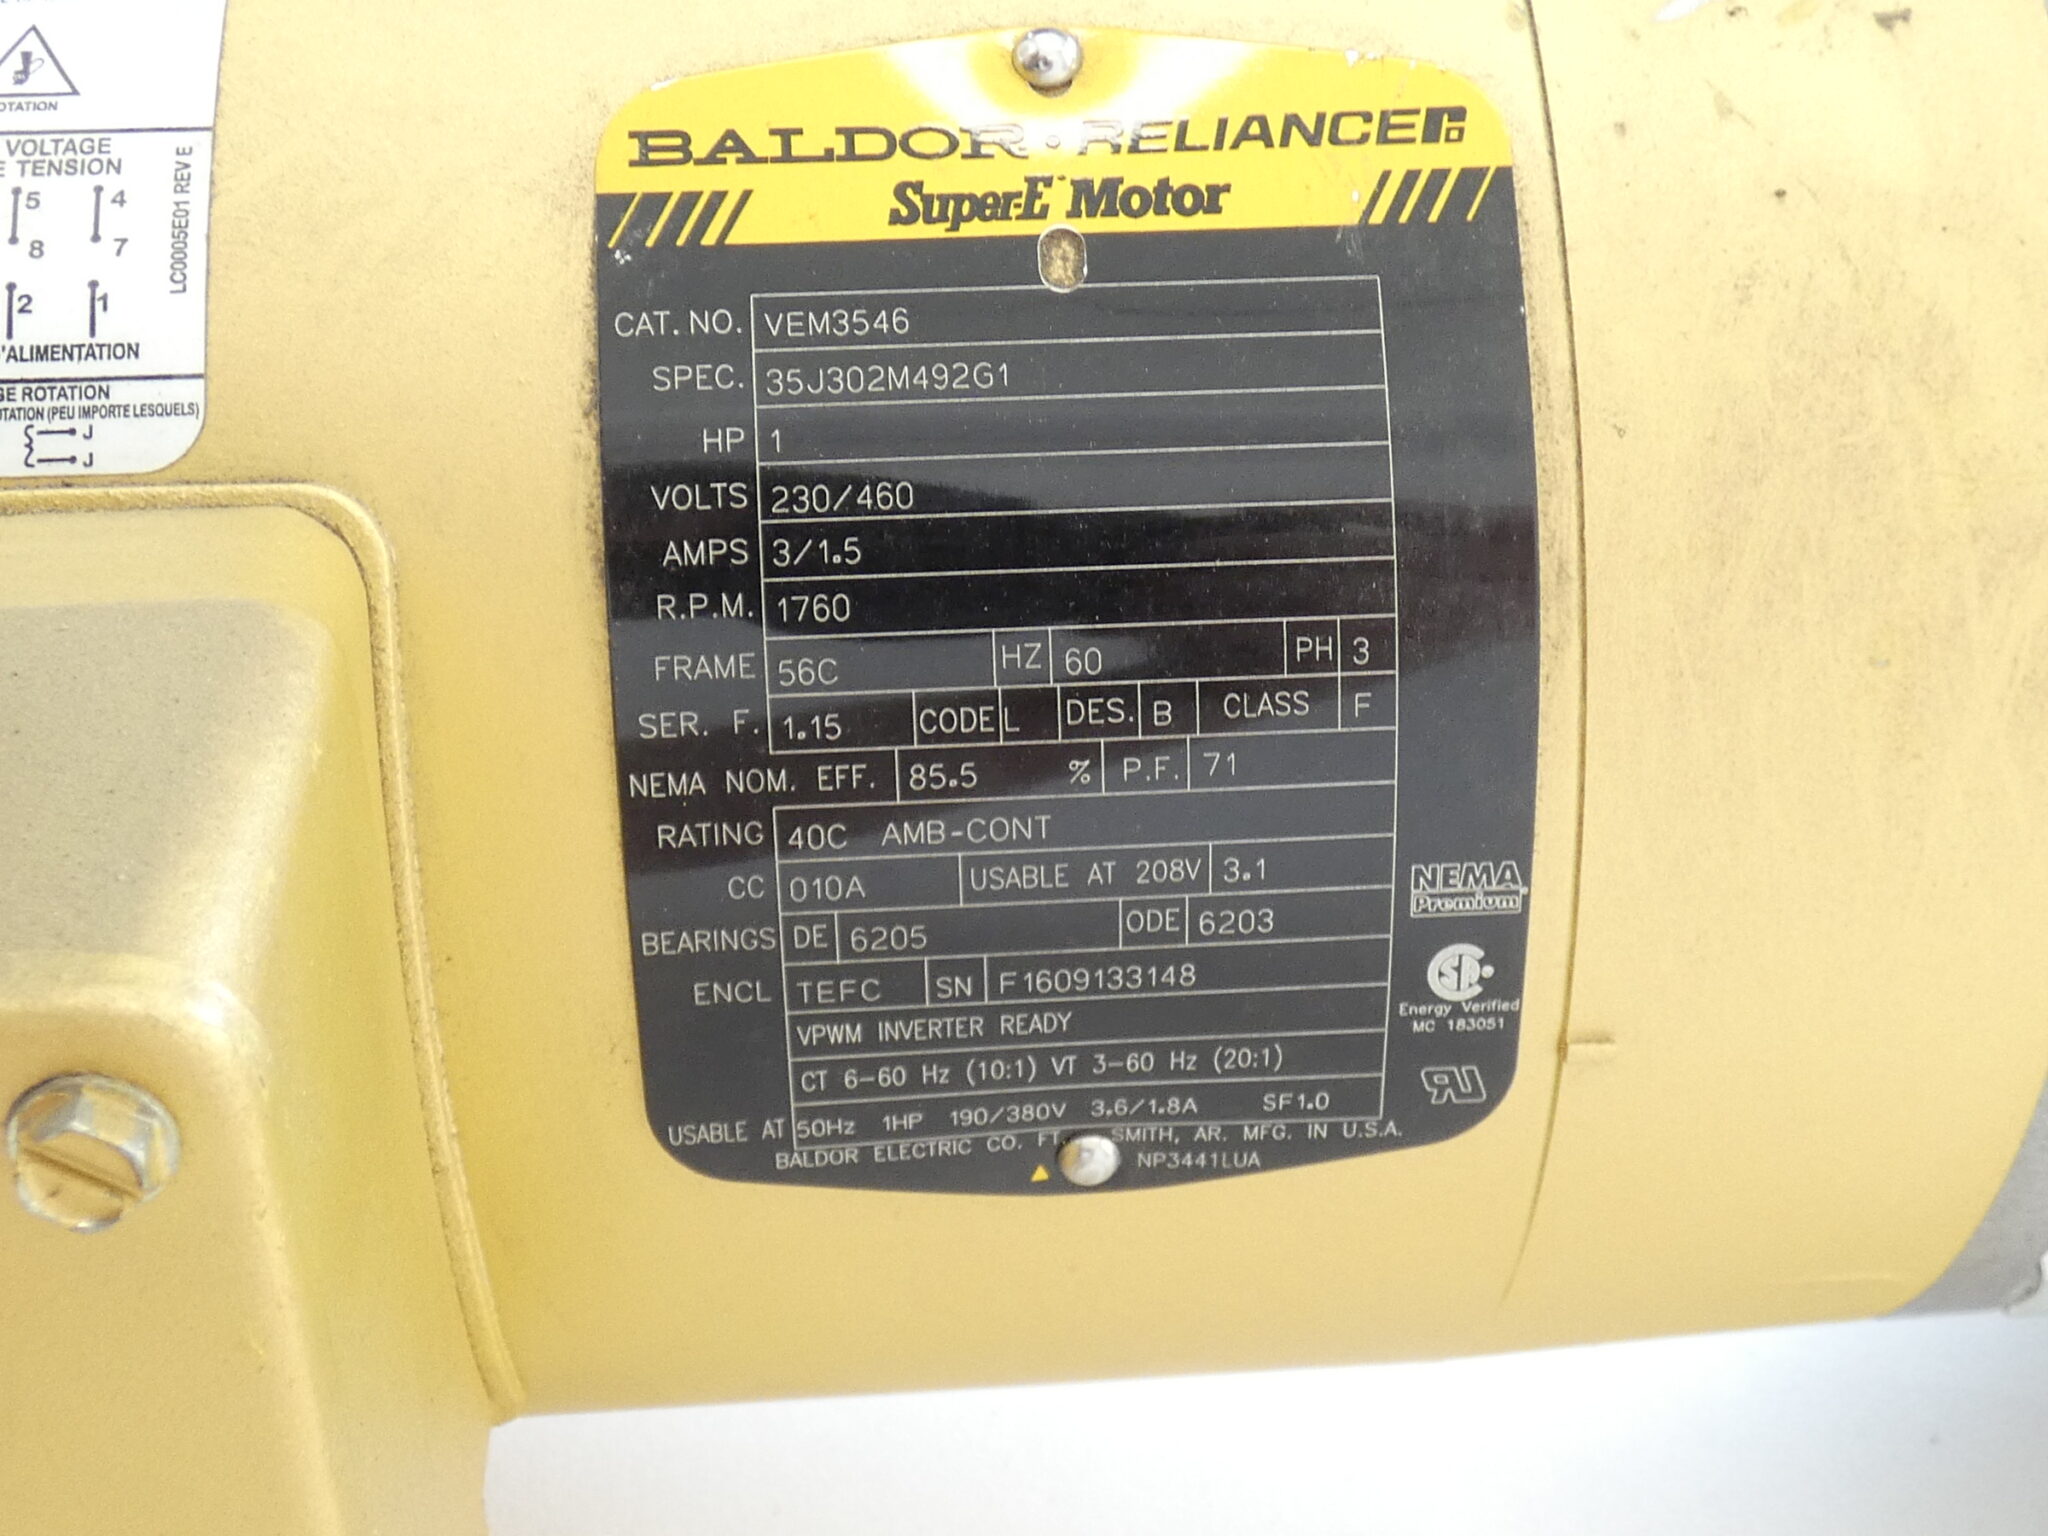 OTATION
VOLTAGE
E TENSION
5 4
8 7
2 1
'ALIMENTATION
GE ROTATION
OTATION (PEU IMPORTE LESQUELS)
J
J
LC0005E01 REV E
BALDOR · RELIANCER
Super-E Motor
CAT. NO. VEM3546
SPEC. 35J302M492G1
HP 1
VOLTS 230/460
AMPS 3/1.5
R.P.M. 1760
FRAME 56C HZ 60 PH 3
SER. F. 1.15 CODE L DES. B CLASS F
NEMA NOM. EFF. 85.5 % P.F. 71
RATING 40C AMB-CONT
CC 010A USABLE AT 208V 3.1
BEARINGS DE 6205 ODE 6203
ENCL TEFC SN F1609133148
VPWM INVERTER READY
CT 6-60 Hz (10:1) VT 3-60 Hz (20:1)
USABLE AT 50Hz 1HP 190/380V 3.6/1.8A SF1.0
BALDOR ELECTRIC CO. FT. SMITH, AR. MFG. IN U.S.A.
NP3441LUA
NEMA
Premium
Energy Verified
MC 183051